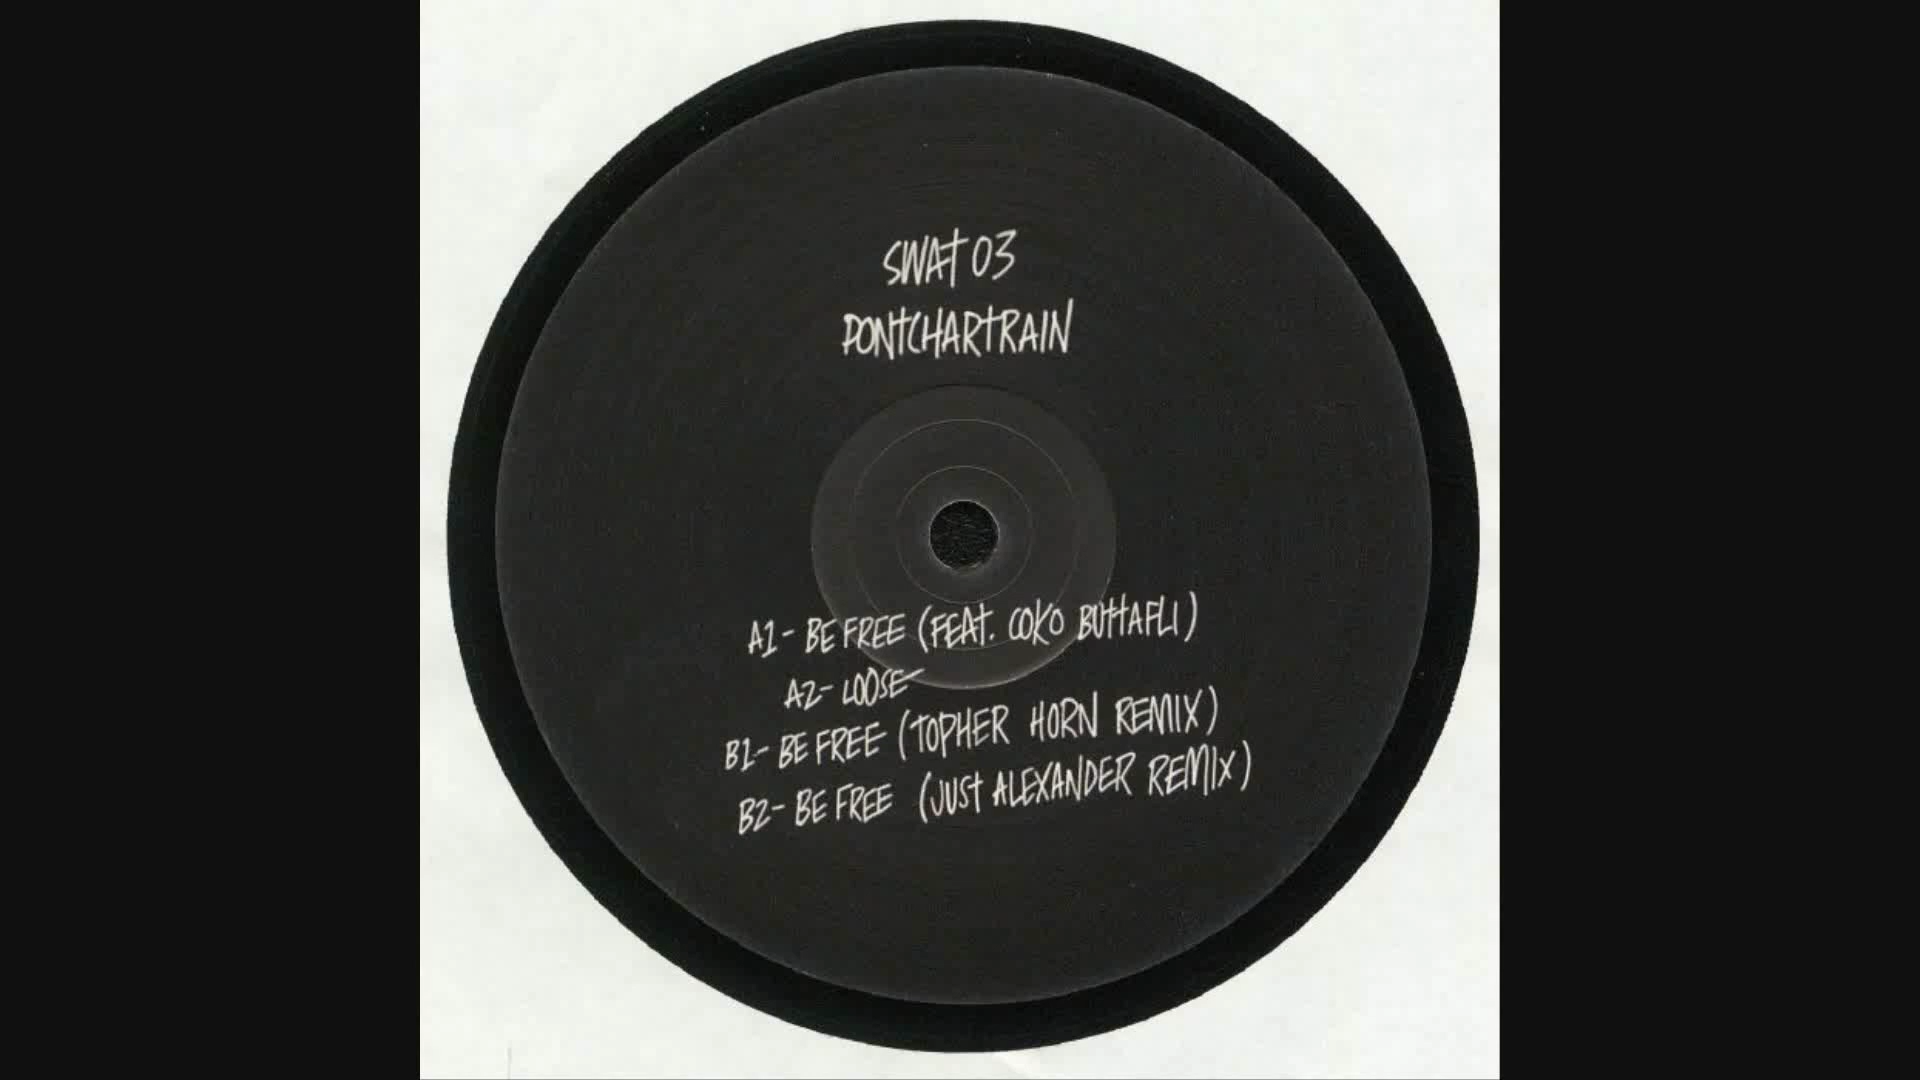 SWAT 03
PONTCHARTRAIN
A1- BE FREE (FEAT. COKO BUTTAFLI)
A2- LOOSE
B1- BE FREE (TOPHER HORN REMIX)
B2- BE FREE (JUST ALEXANDER REMIX)